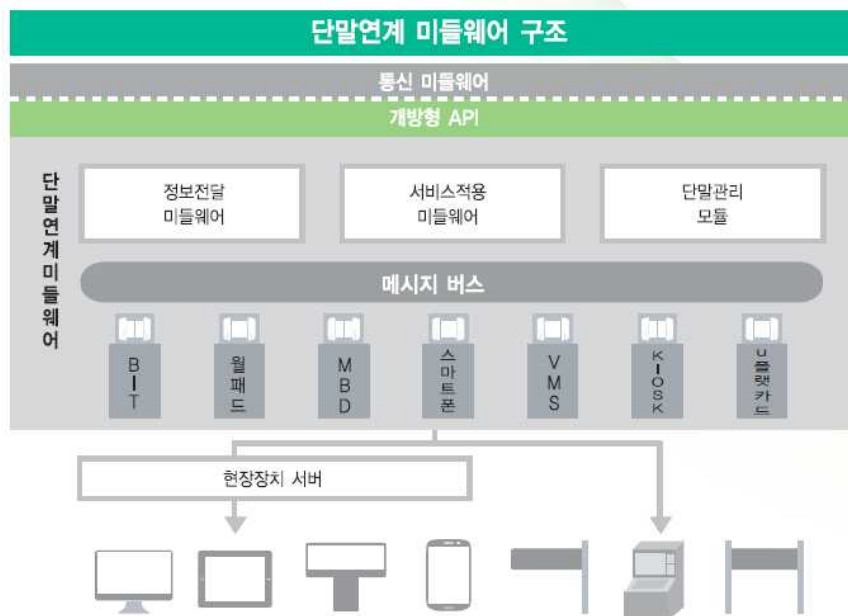 단말연계 미들웨어 구조
통신 미들웨어
개방형 API
단말연계미들웨어
정보전달
미들웨어
서비스적용
미들웨어
단말관리
모듈
메시지 버스
BIT
월패드
MBD
스마트폰
VMS
KIOSK
u플랫카드
현장장치 서버